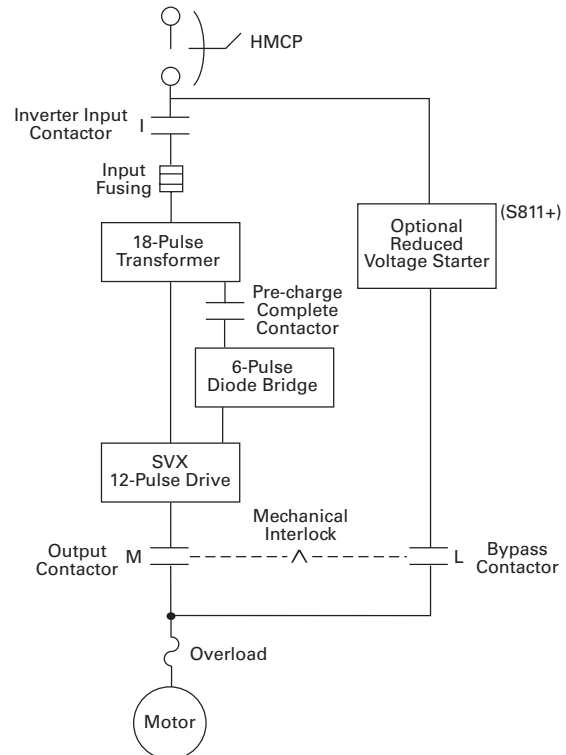 HMCP
Inverter Input
Contactor
I
Input
Fusing
18-Pulse
Transformer
(S811+)
Optional
Reduced
Voltage Starter
Pre-charge
Complete
Contactor
6-Pulse
Diode Bridge
SVX
12-Pulse Drive
Mechanical
Interlock
Output
Contactor
M
L
Bypass
Contactor
Overload
Motor